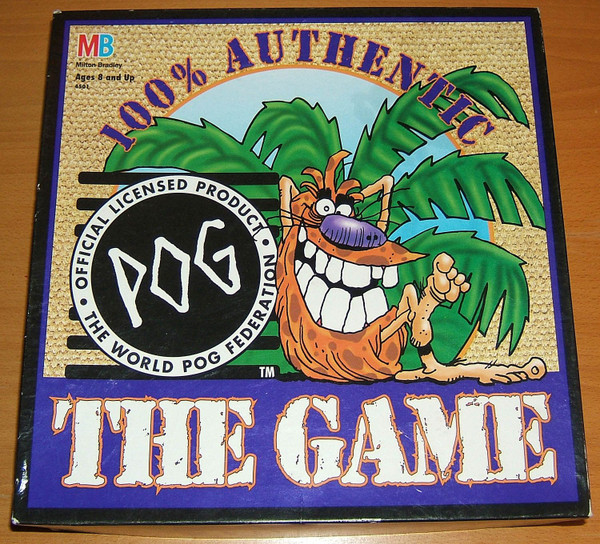 MB
Milton Bradley
Ages 8 and Up
4501
100% AUTHENTIC
• OFFICIAL LICENSED PRODUCT •
THE WORLD POG FEDERATION
POG
TM
THE GAME